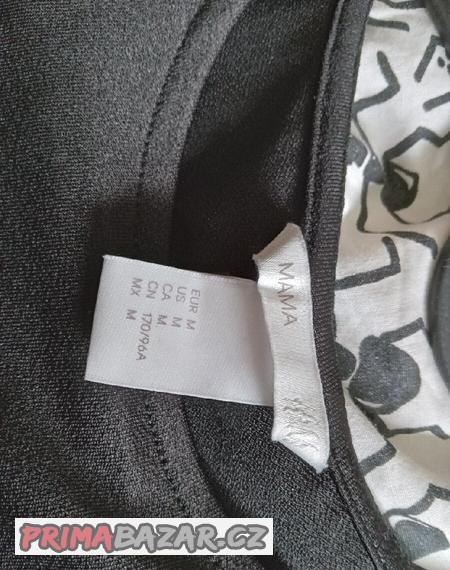 MAMA
EUR M
US M
CA M
CN 170/96A
MX M
PRIMABAZAR.CZ